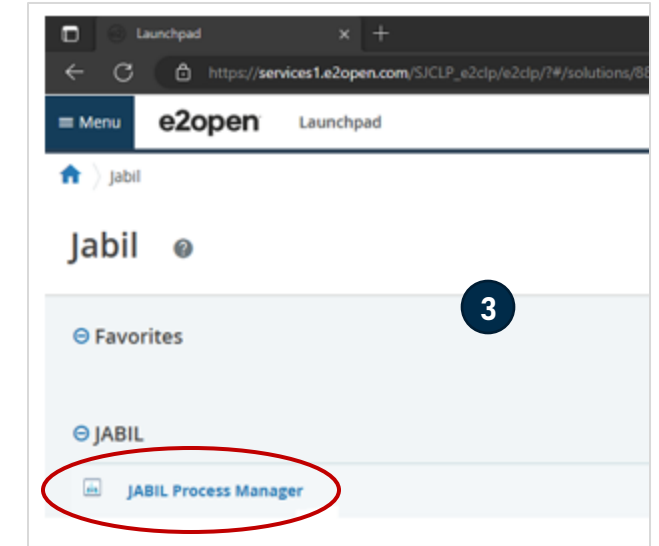 Launchpad
https://services1.e2open.com/SJCLP_e2clp/e2clp/?#/solutions/88
Menu e2open Launchpad
Jabil
Jabil
3
Favorites
JABIL
JABIL Process Manager